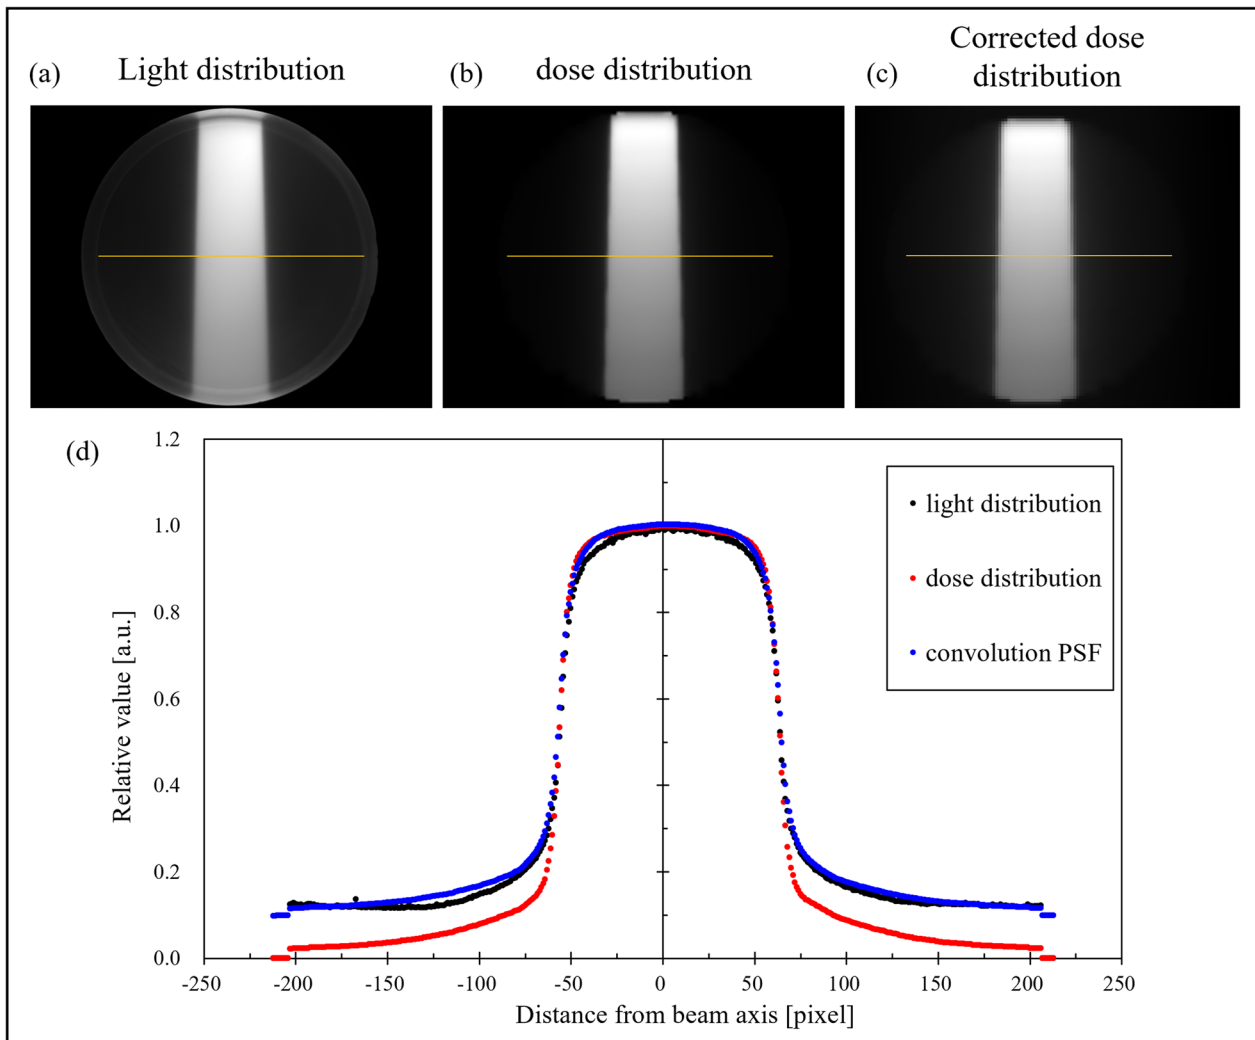 (a)
Light distribution
(b)
dose distribution
(c)
Corrected dose
distribution
(d)
1.2
1.0
0.8
0.6
0.4
0.2
0.0
Relative value [a.u.]
-250
-200
-150
-100
-50
0
50
100
150
200
250
Distance from beam axis [pixel]
light distribution
dose distribution
convolution PSF